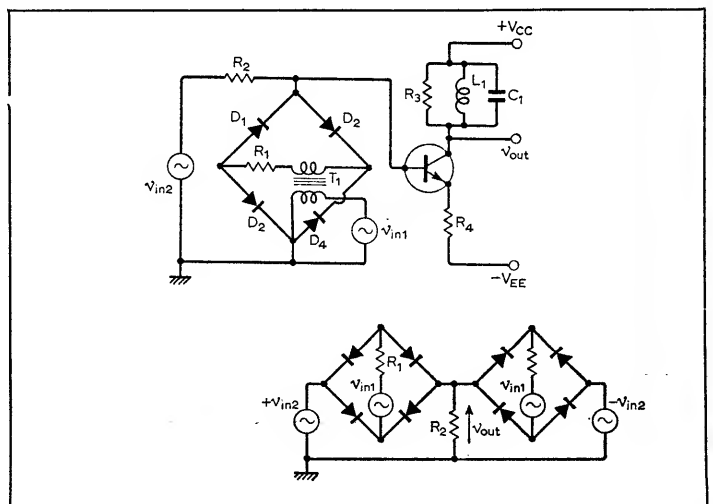 +VCC
R2
R3
L1
C1
D1
D2
R1
T1
vout
vin2
D2
D4
vin1
R4
-VEE
R1
vin1
vin1
+vin2
R2
vout
-vin2